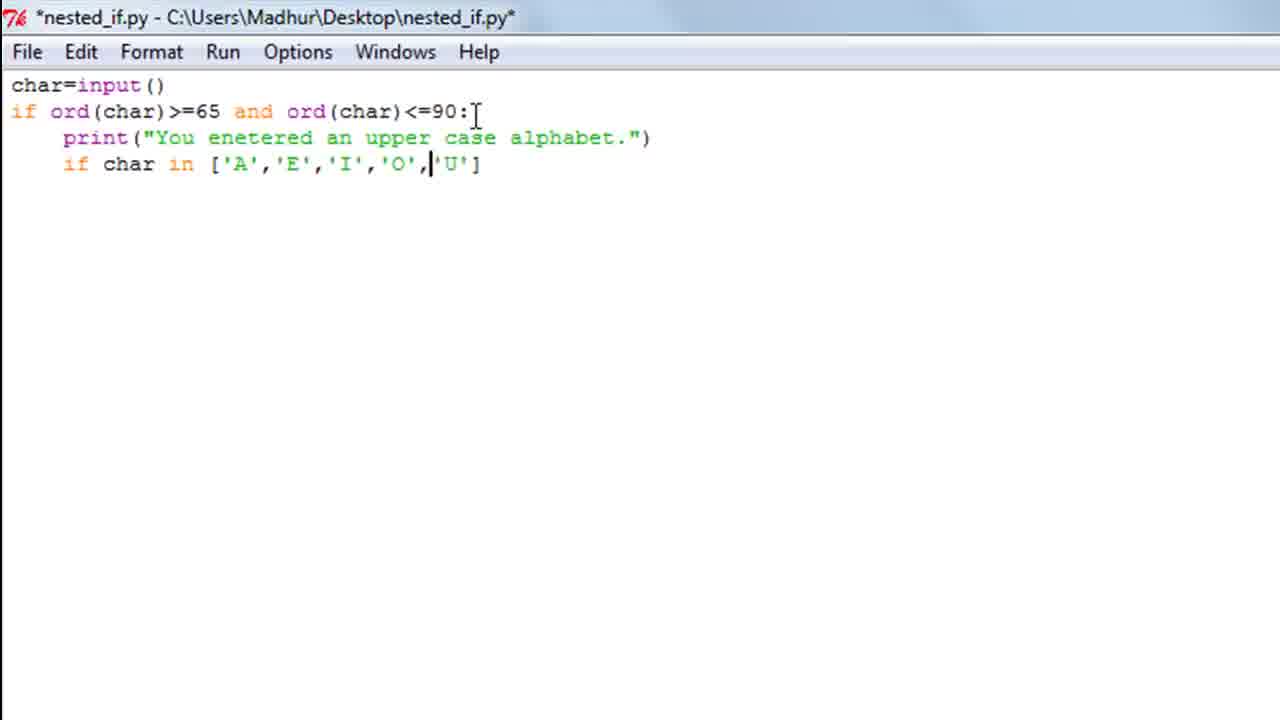 *nested_if.py - C:\Users\Madhur\Desktop\nested_if.py*
File Edit Format Run Options Windows Help
char=input()
if ord(char)>=65 and ord(char)<=90:
    print("You enetered an upper case alphabet.")
    if char in ['A','E','I','O','U']